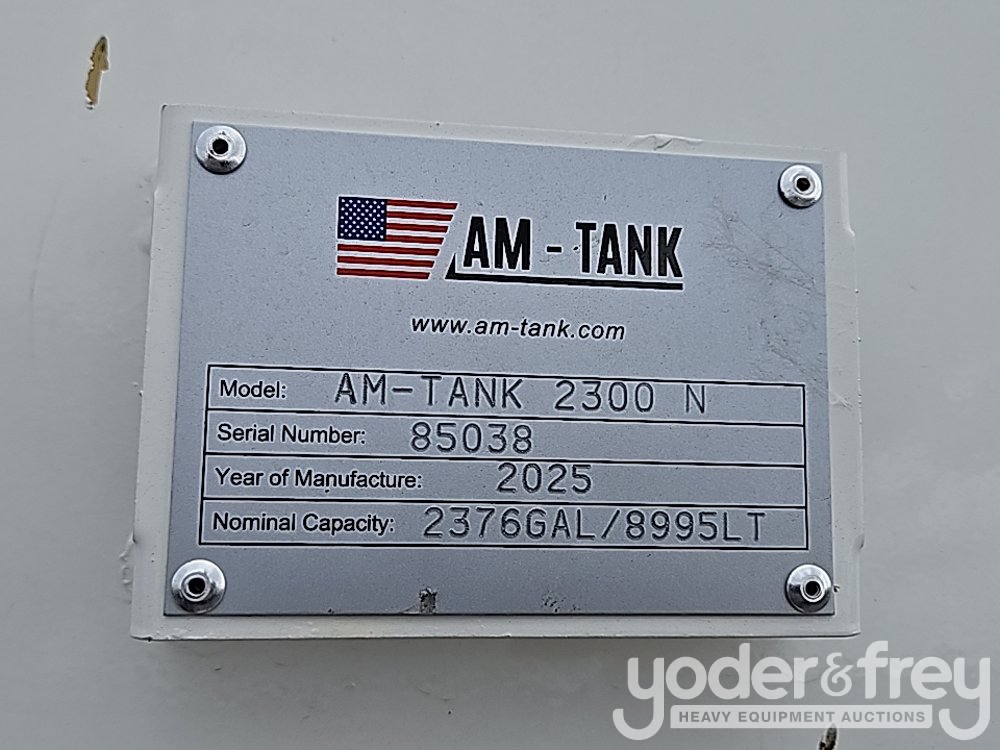 AM - TANK
www.am-tank.com
Model: AM-TANK 2300 N
Serial Number: 85038
Year of Manufacture: 2025
Nominal Capacity: 2376GAL/8995LT
yoder&frey
HEAVY EQUIPMENT AUCTIONS